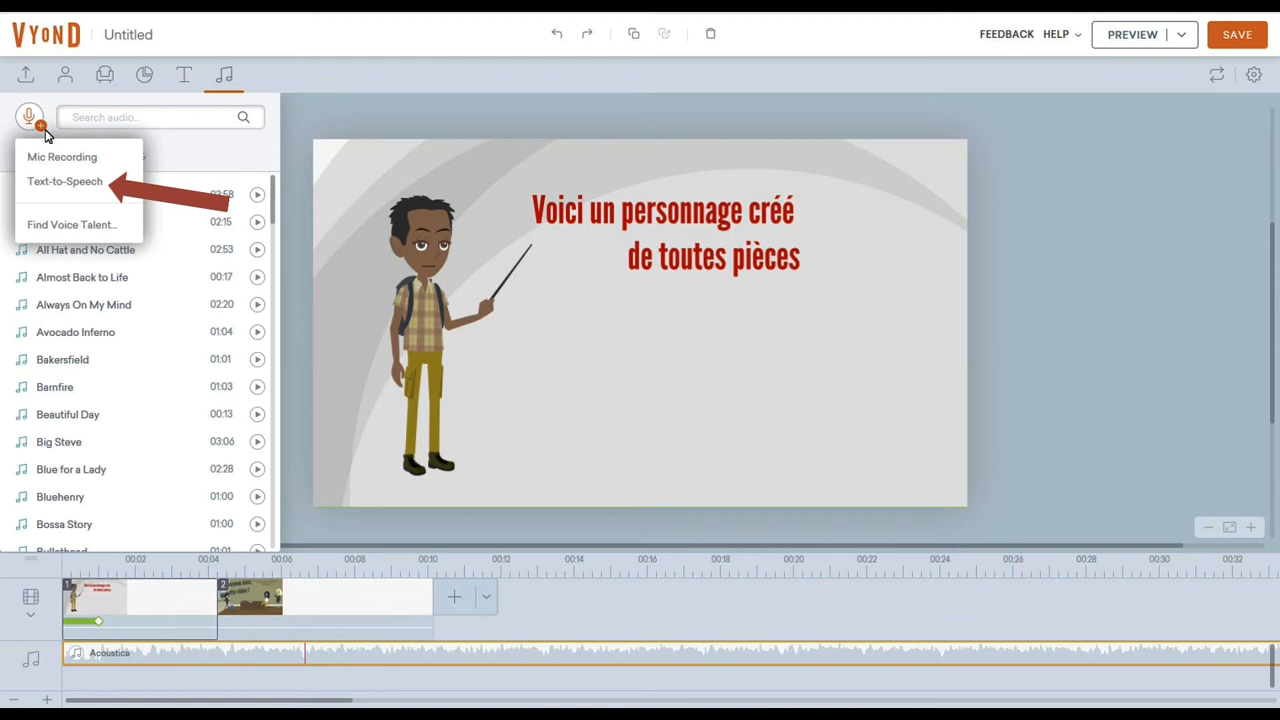 VYOND Untitled FEEDBACK HELP PREVIEW SAVE
Search audio...
Mic Recording
Text-to-Speech
Find Voice Talent...
03:58
02:15
All Hat and No Cattle 02:53
Almost Back to Life 00:17
Always On My Mind 02:20
Avocado Inferno 01:04
Bakersfield 01:01
Barnfire 01:03
Beautiful Day 00:13
Big Steve 03:06
Blue for a Lady 02:28
Bluehenry 01:00
Bossa Story 01:00
Voici un personnage créé
de toutes pièces
00:02 00:04 00:06 00:08 00:10 00:12 00:14 00:16 00:18 00:20 00:22 00:24 00:26 00:28 00:30 00:32
1 2
Acoustica